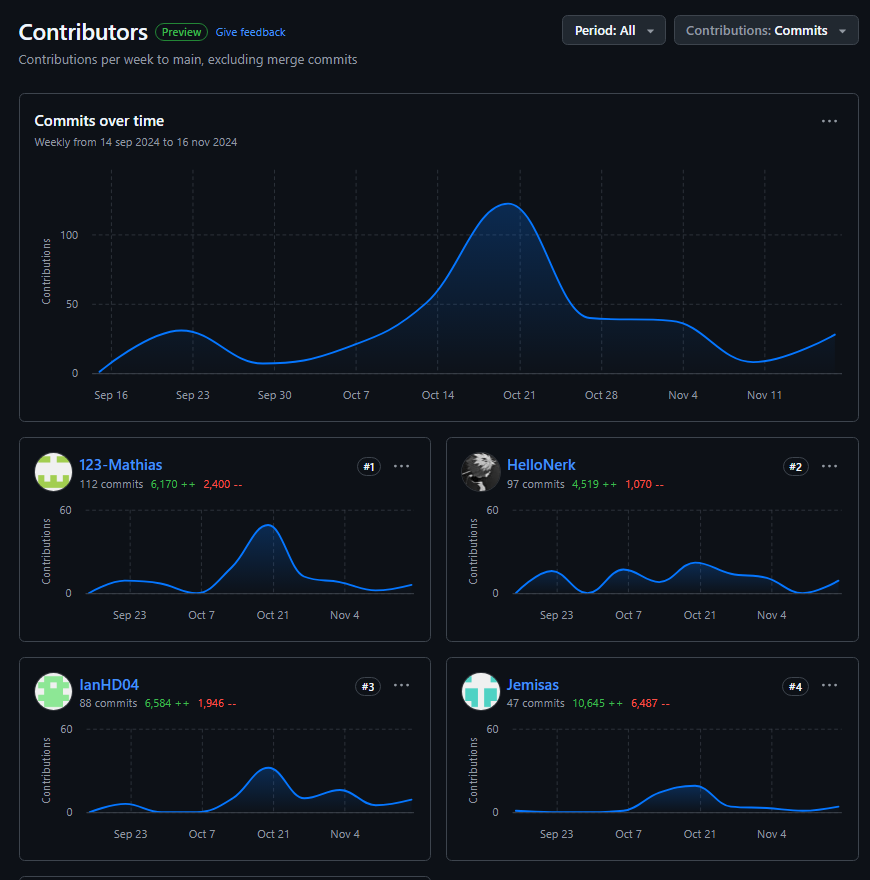 Contributors Preview Give feedback
Period: All
Contributions: Commits
Contributions per week to main, excluding merge commits
Commits over time
Weekly from 14 sep 2024 to 16 nov 2024
Contributions
100
50
0
Sep 16 Sep 23 Sep 30 Oct 7 Oct 14 Oct 21 Oct 28 Nov 4 Nov 11
123-Mathias
#1
112 commits 6,170 ++ 2,400 --
Contributions
60
0
Sep 23 Oct 7 Oct 21 Nov 4
HelloNerk
#2
97 commits 4,519 ++ 1,070 --
Contributions
60
0
Sep 23 Oct 7 Oct 21 Nov 4
IanHD04
#3
88 commits 6,584 ++ 1,946 --
Contributions
60
0
Sep 23 Oct 7 Oct 21 Nov 4
Jemisas
#4
47 commits 10,645 ++ 6,487 --
Contributions
60
0
Sep 23 Oct 7 Oct 21 Nov 4